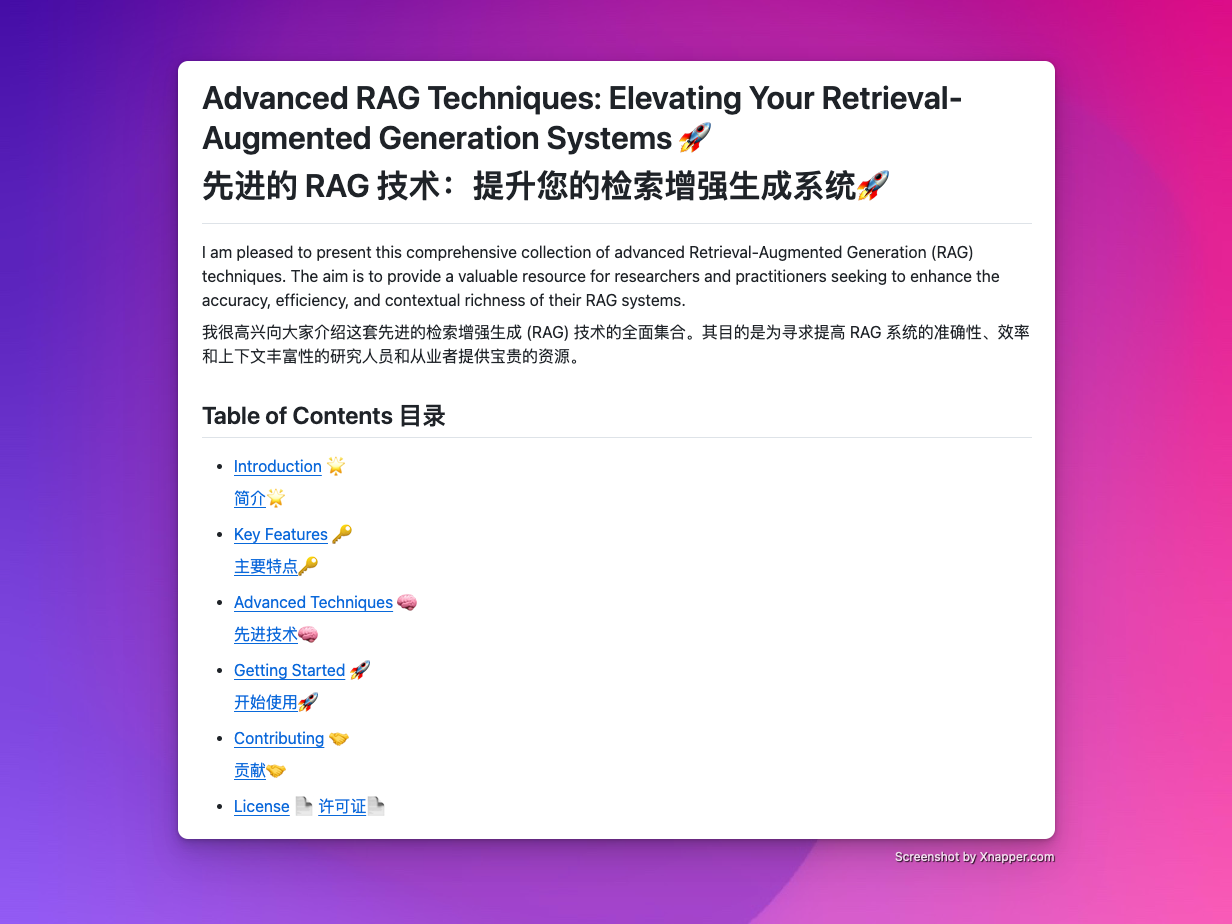 Advanced RAG Techniques: Elevating Your Retrieval-
Augmented Generation Systems 🚀
先进的 RAG 技术：提升您的检索增强生成系统🚀
I am pleased to present this comprehensive collection of advanced Retrieval-Augmented Generation (RAG)
techniques. The aim is to provide a valuable resource for researchers and practitioners seeking to enhance the
accuracy, efficiency, and contextual richness of their RAG systems.
我很高兴向大家介绍这套先进的检索增强生成 (RAG) 技术的全面集合。其目的是为寻求提高 RAG 系统的准确性、效率
和上下文丰富性的研究人员和从业者提供宝贵的资源。
Table of Contents 目录
• Introduction 🌟
简介🌟
• Key Features 🔑
主要特点🔑
• Advanced Techniques 🧠
先进技术🧠
• Getting Started 🚀
开始使用🚀
• Contributing 🤝
贡献🤝
• License 📄 许可证📄
Screenshot by Xnapper.com